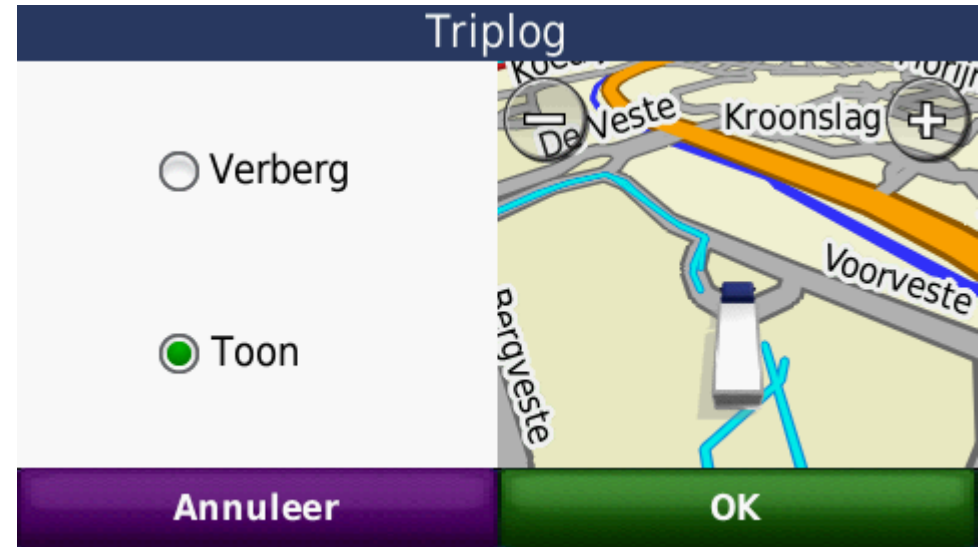 Triplog
Verberg
Toon
De Veste
Kroonslag
Voorveste
Bergveste
Annuleer
OK